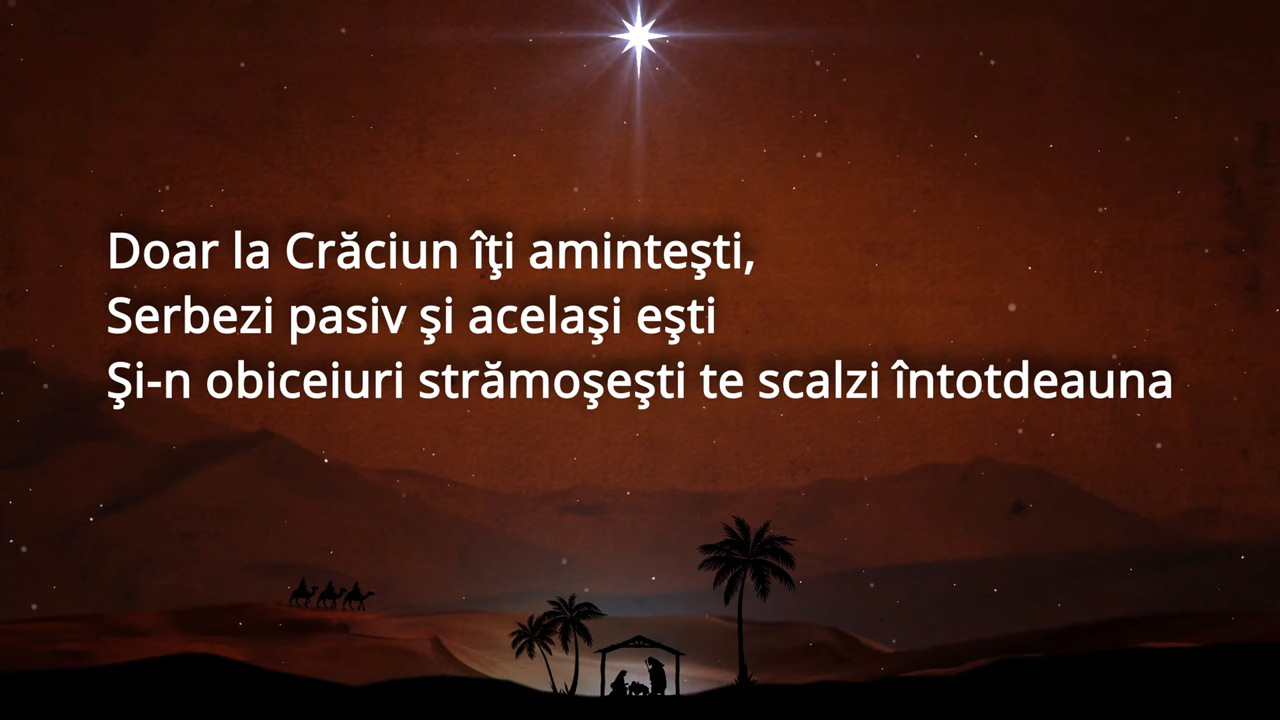 Doar la Crăciun îţi aminteşti,
Serbezi pasiv şi acelaşi eşti
Şi-n obiceiuri strămoşeşti te scalzi întotdeauna